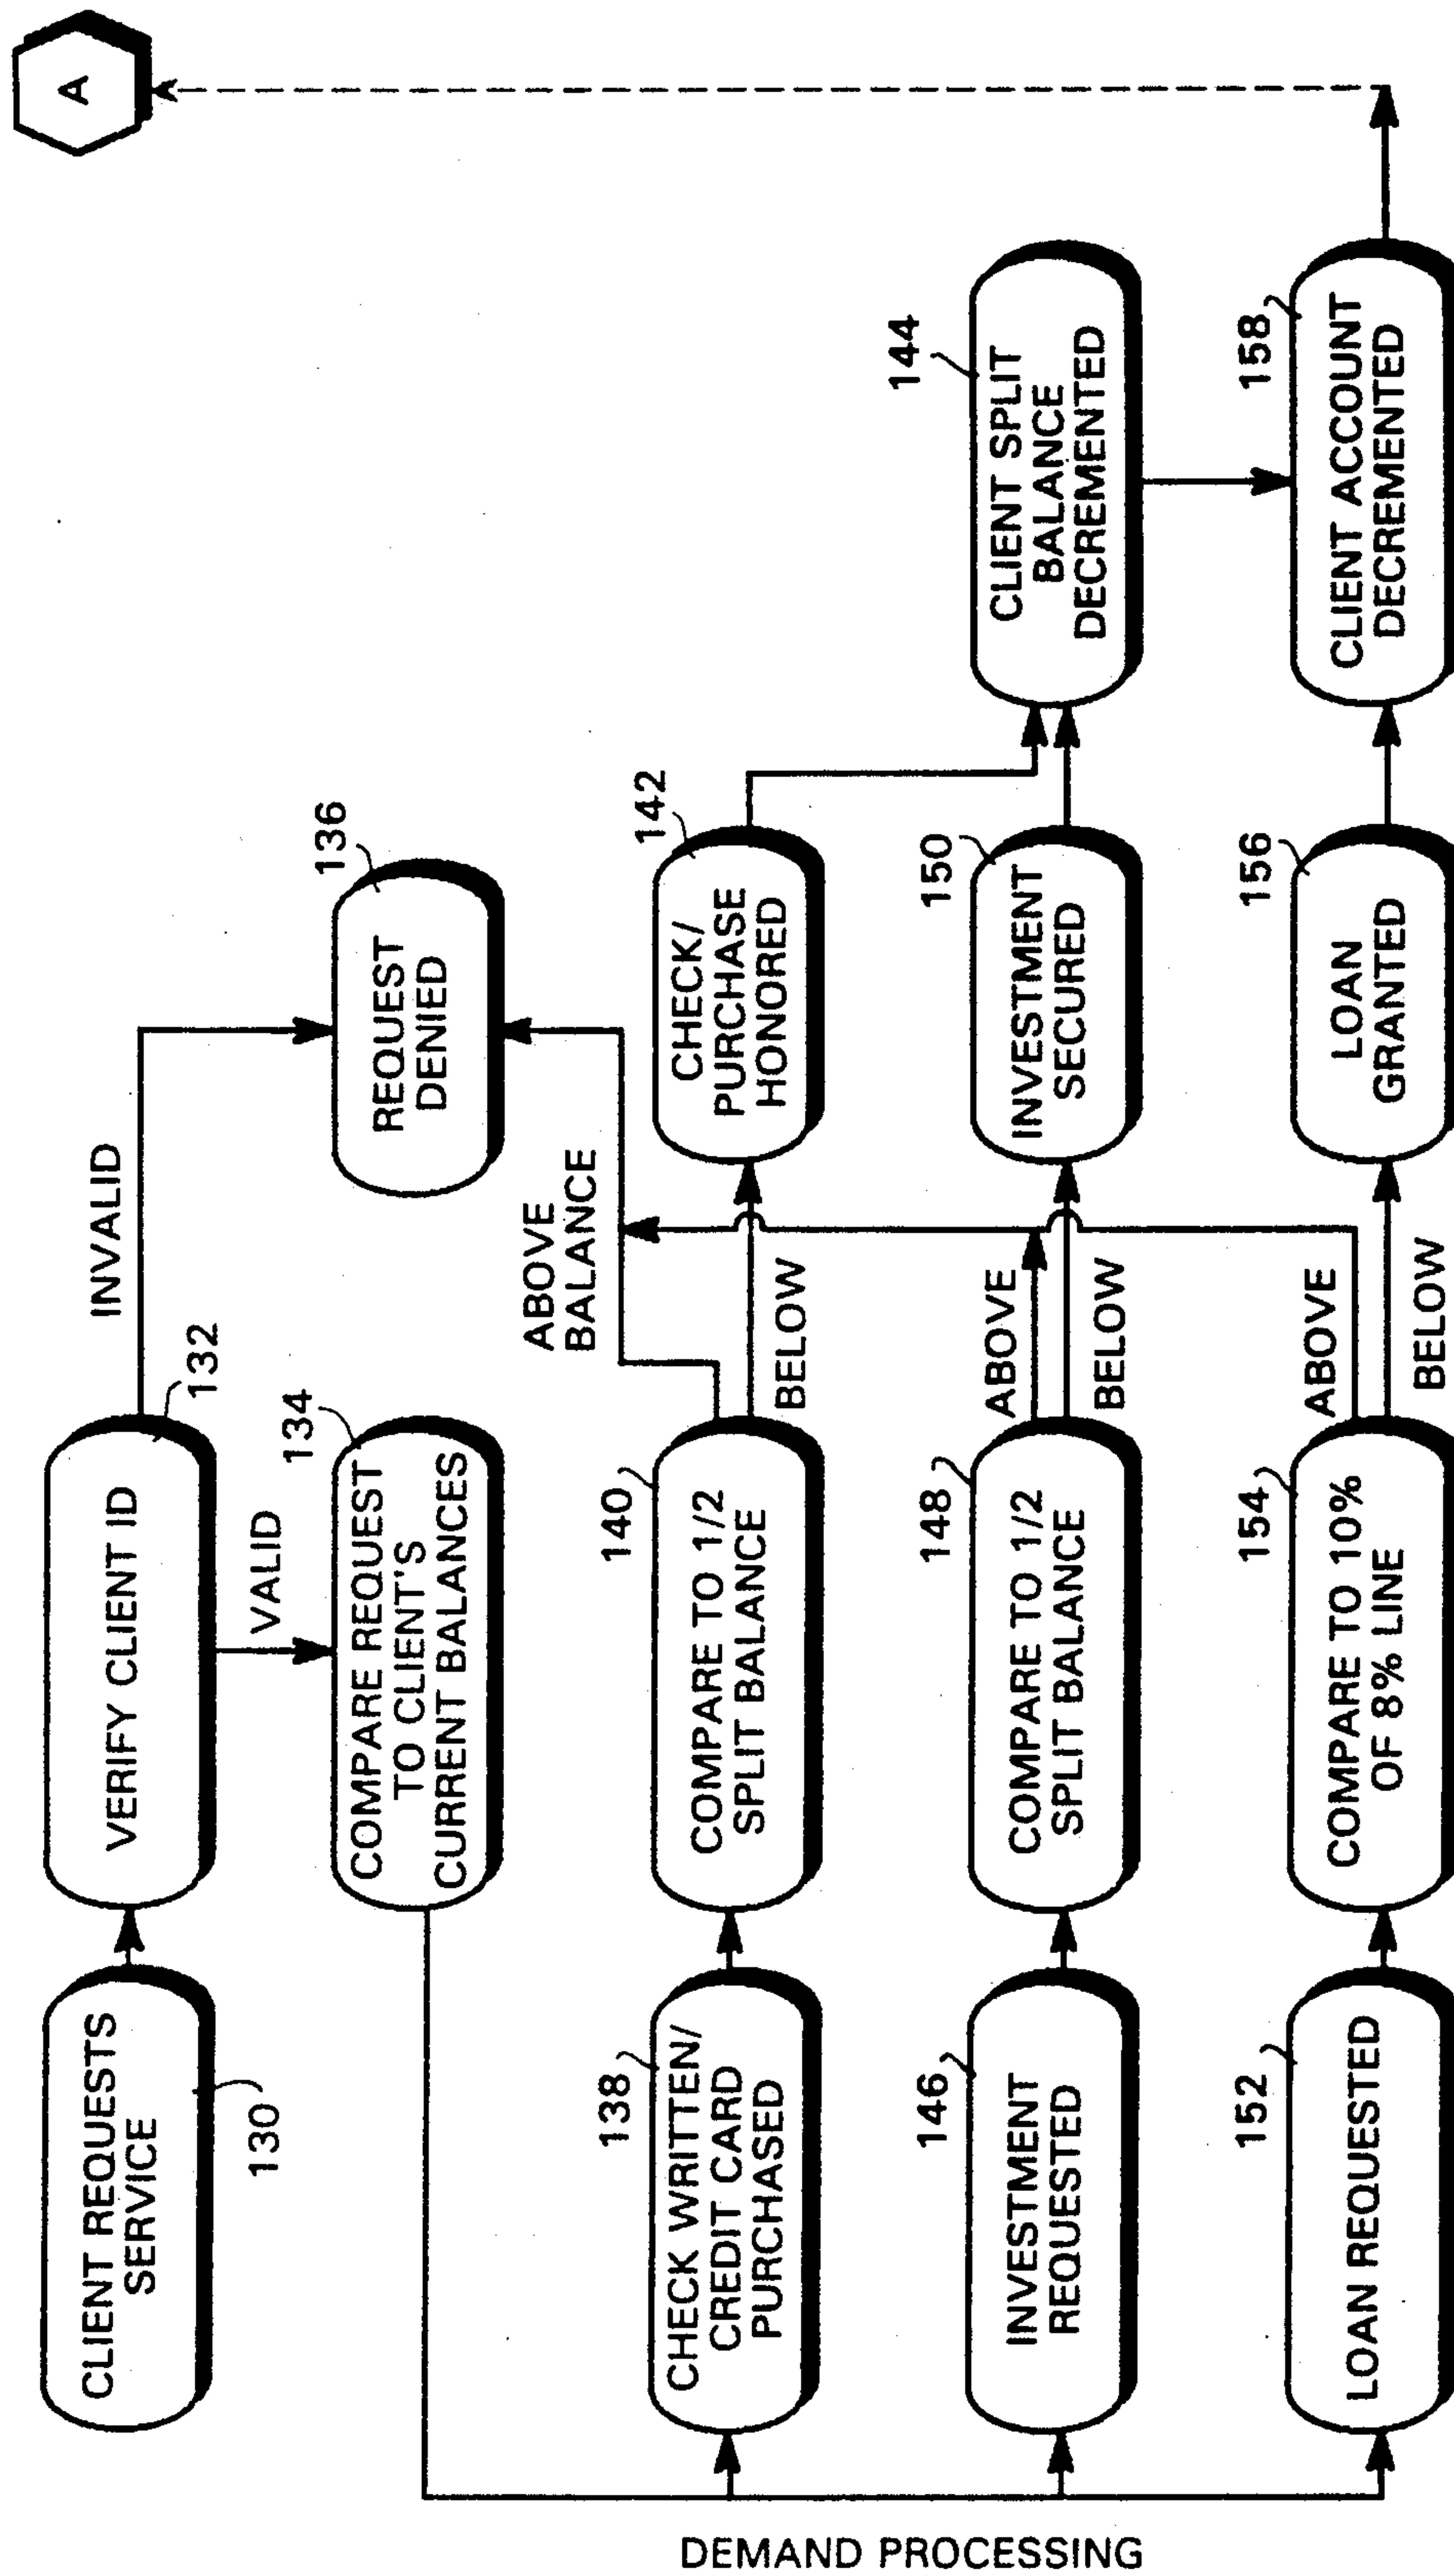 A
CLIENT REQUESTS
SERVICE
130
VERIFY CLIENT ID
132
INVALID
VALID
134
COMPARE REQUEST
TO CLIENT'S
CURRENT BALANCES
136
REQUEST
DENIED
ABOVE
BALANCE
138
CHECK WRITTEN/
CREDIT CARD
PURCHASED
140
COMPARE TO 1/2
SPLIT BALANCE
BELOW
142
CHECK/
PURCHASE
HONORED
144
CLIENT SPLIT
BALANCE
DECREMENTED
146
INVESTMENT
REQUESTED
148
COMPARE TO 1/2
SPLIT BALANCE
ABOVE
BELOW
150
INVESTMENT
SECURED
152
LOAN REQUESTED
154
COMPARE TO 10%
OF 8% LINE
ABOVE
BELOW
156
LOAN
GRANTED
158
CLIENT ACCOUNT
DECREMENTED
DEMAND PROCESSING